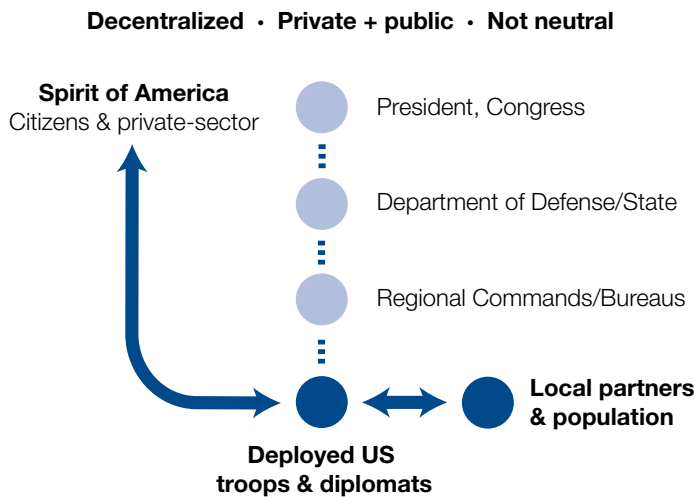 Decentralized · Private + public · Not neutral
Spirit of America
Citizens & private-sector
President, Congress
Department of Defense/State
Regional Commands/Bureaus
Local partners
& population
Deployed US
troops & diplomats